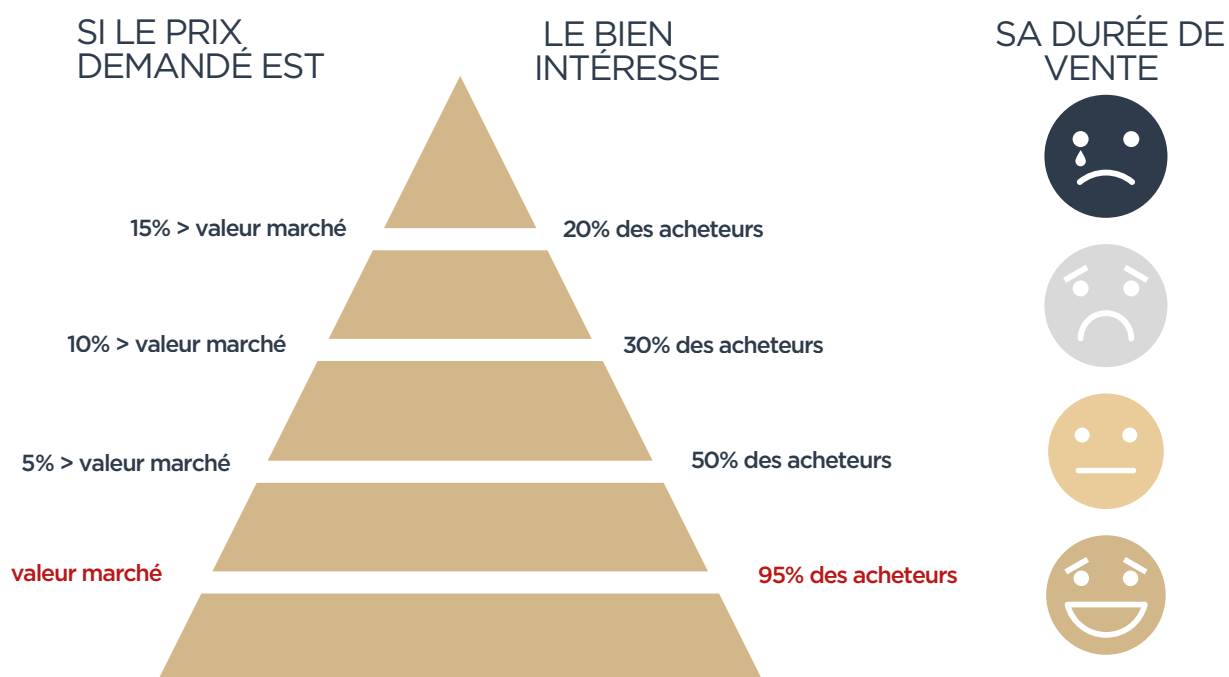 SI LE PRIX
DEMANDÉ EST
LE BIEN
INTÉRESSE
SA DURÉE DE
VENTE
15% > valeur marché
20% des acheteurs
10% > valeur marché
30% des acheteurs
5% > valeur marché
50% des acheteurs
valeur marché
95% des acheteurs